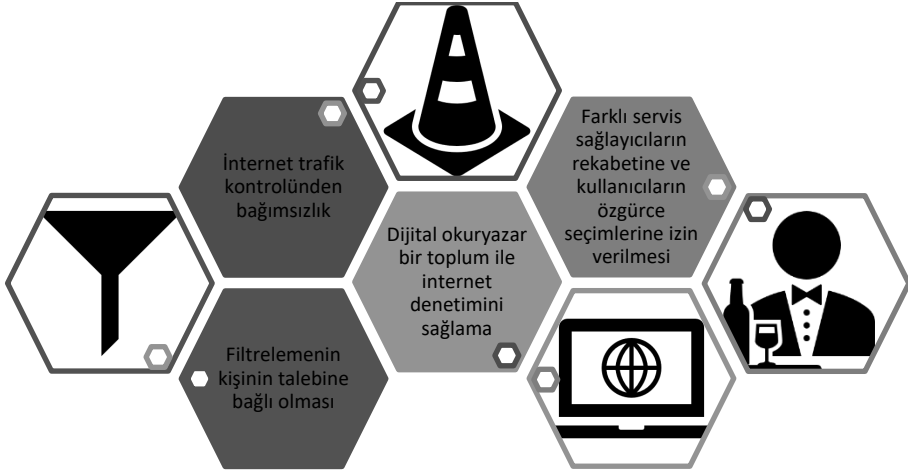 İnternet trafik
kontrolünden
bağımsızlık
Filtrelemenin
kişinin talebine
bağlı olması
Dijital okuryazar
bir toplum ile
internet
denetimini
sağlama
Farklı servis
sağlayıcıların
rekabetine ve
kullanıcıların
özgürce
seçimlerine izin
verilmesi